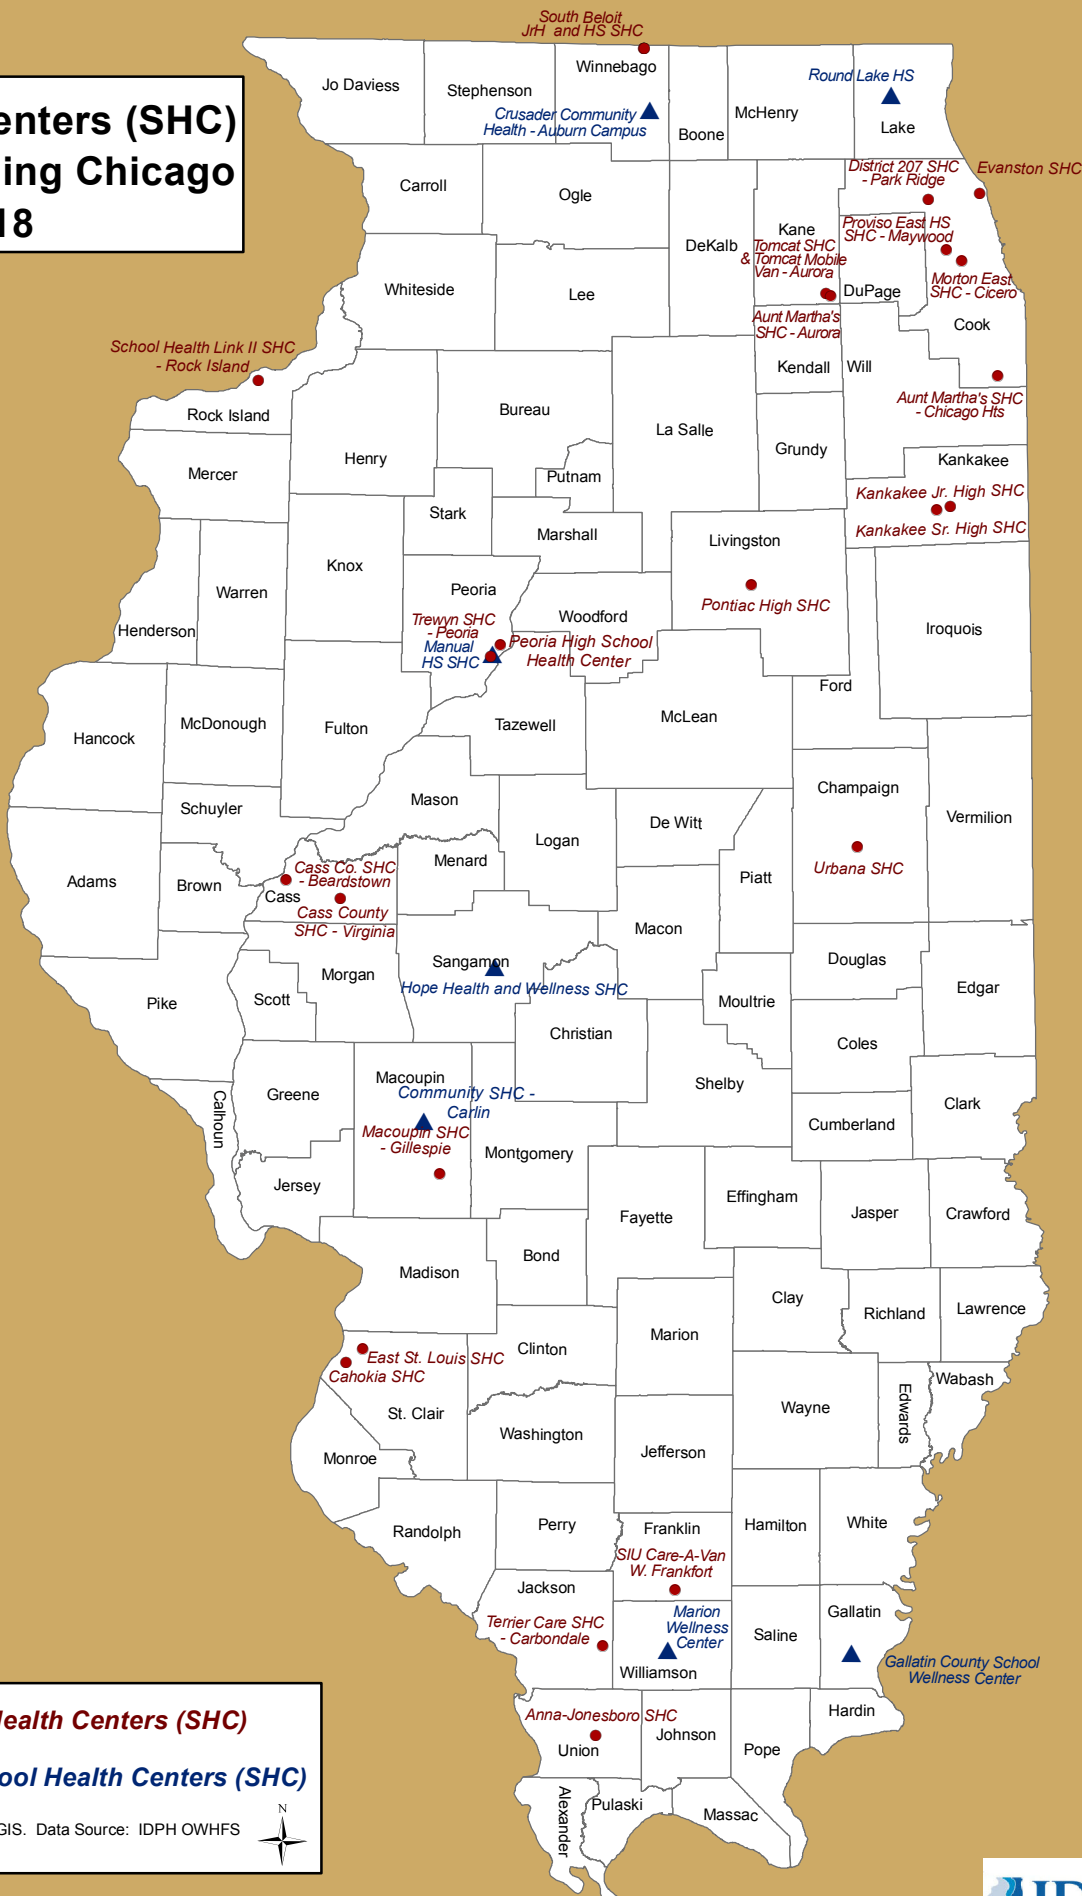 South Beloit
JrH and HS SHC
enters (SHC)
ing Chicago
18
Jo Daviess
Stephenson
Winnebago
Crusader Community
Health - Auburn Campus
Boone
McHenry
Round Lake HS
Lake
Carroll
Ogle
DeKalb
Kane
District 207 SHC
- Park Ridge
Evanston SHC
Proviso East HS
SHC - Maywood
Tomcat SHC
& Tomcat Mobile
Van - Aurora
DuPage
Morton East
SHC - Cicero
Whiteside
Lee
Aunt Martha's
SHC - Aurora
Cook
School Health Link II SHC
- Rock Island
Kendall
Will
Aunt Martha's SHC
- Chicago Hts
Rock Island
Bureau
La Salle
Grundy
Henry
Mercer
Putnam
Kankakee
Kankakee Jr. High SHC
Kankakee Sr. High SHC
Stark
Marshall
Livingston
Pontiac High SHC
Knox
Warren
Henderson
Peoria
Trewyn SHC
- Peoria
Manual
HS SHC
Peoria High School
Health Center
Woodford
Iroquois
Ford
Hancock
McDonough
Fulton
Tazewell
McLean
Schuyler
Mason
Logan
De Witt
Champaign
Vermilion
Urbana SHC
Adams
Brown
Cass Co. SHC
- Beardstown
Cass
Cass County
SHC - Virginia
Menard
Piatt
Macon
Pike
Scott
Morgan
Sangamon
Hope Health and Wellness SHC
Christian
Moultrie
Douglas
Edgar
Coles
Shelby
Calhoun
Greene
Macoupin
Community SHC -
Carlin
Macoupin SHC
- Gillespie
Montgomery
Cumberland
Clark
Jersey
Fayette
Effingham
Jasper
Crawford
Madison
Bond
Clay
Richland
Lawrence
East St. Louis SHC
Cahokia SHC
Clinton
Marion
Wayne
Edwards
Wabash
St. Clair
Washington
Jefferson
Monroe
Randolph
Perry
Franklin
SIU Care-A-Van
W. Frankfort
Hamilton
White
Jackson
Terrier Care SHC
- Carbondale
Marion
Wellness
Center
Williamson
Saline
Gallatin
Gallatin County School
Wellness Center
Anna-Jonesboro SHC
Union
Johnson
Pope
Hardin
Alexander
Pulaski
Massac
Health Centers (SHC)
ool Health Centers (SHC)
GIS. Data Source: IDPH OWHFS
N